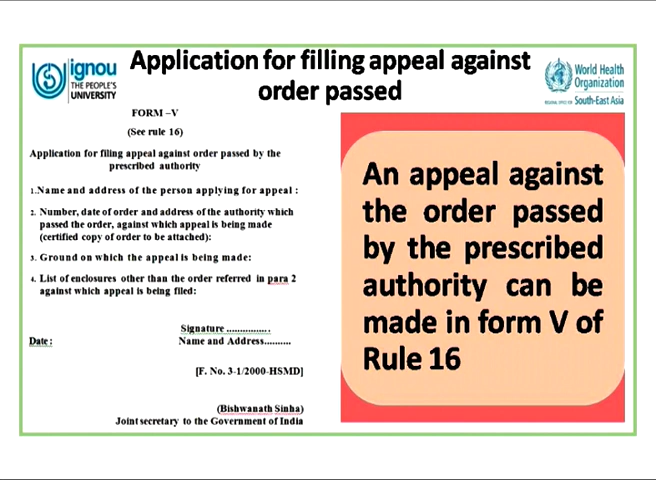 ignou
THE PEOPLE'S
UNIVERSITY
Application for filling appeal against
order passed
World Health
Organization
REGIONAL OFFICE FOR South-East Asia
FORM –V
(See rule 16)
Application for filing appeal against order passed by the
prescribed authority
1.Name and address of the person applying for appeal :
2. Number, date of order and address of the authority which
passed the order, against which appeal is being made
(certified copy of order to be attached):
3. Ground on which the appeal is being made:
4. List of enclosures other than the order referred in para 2
against which appeal is being filed:
Signature ................
Date : Name and Address..........
[F. No. 3-1/2000-HSMD]
(Bishwanath Sinha)
Joint secretary to the Government of India
An appeal against
the order passed
by the prescribed
authority can be
made in form V of
Rule 16